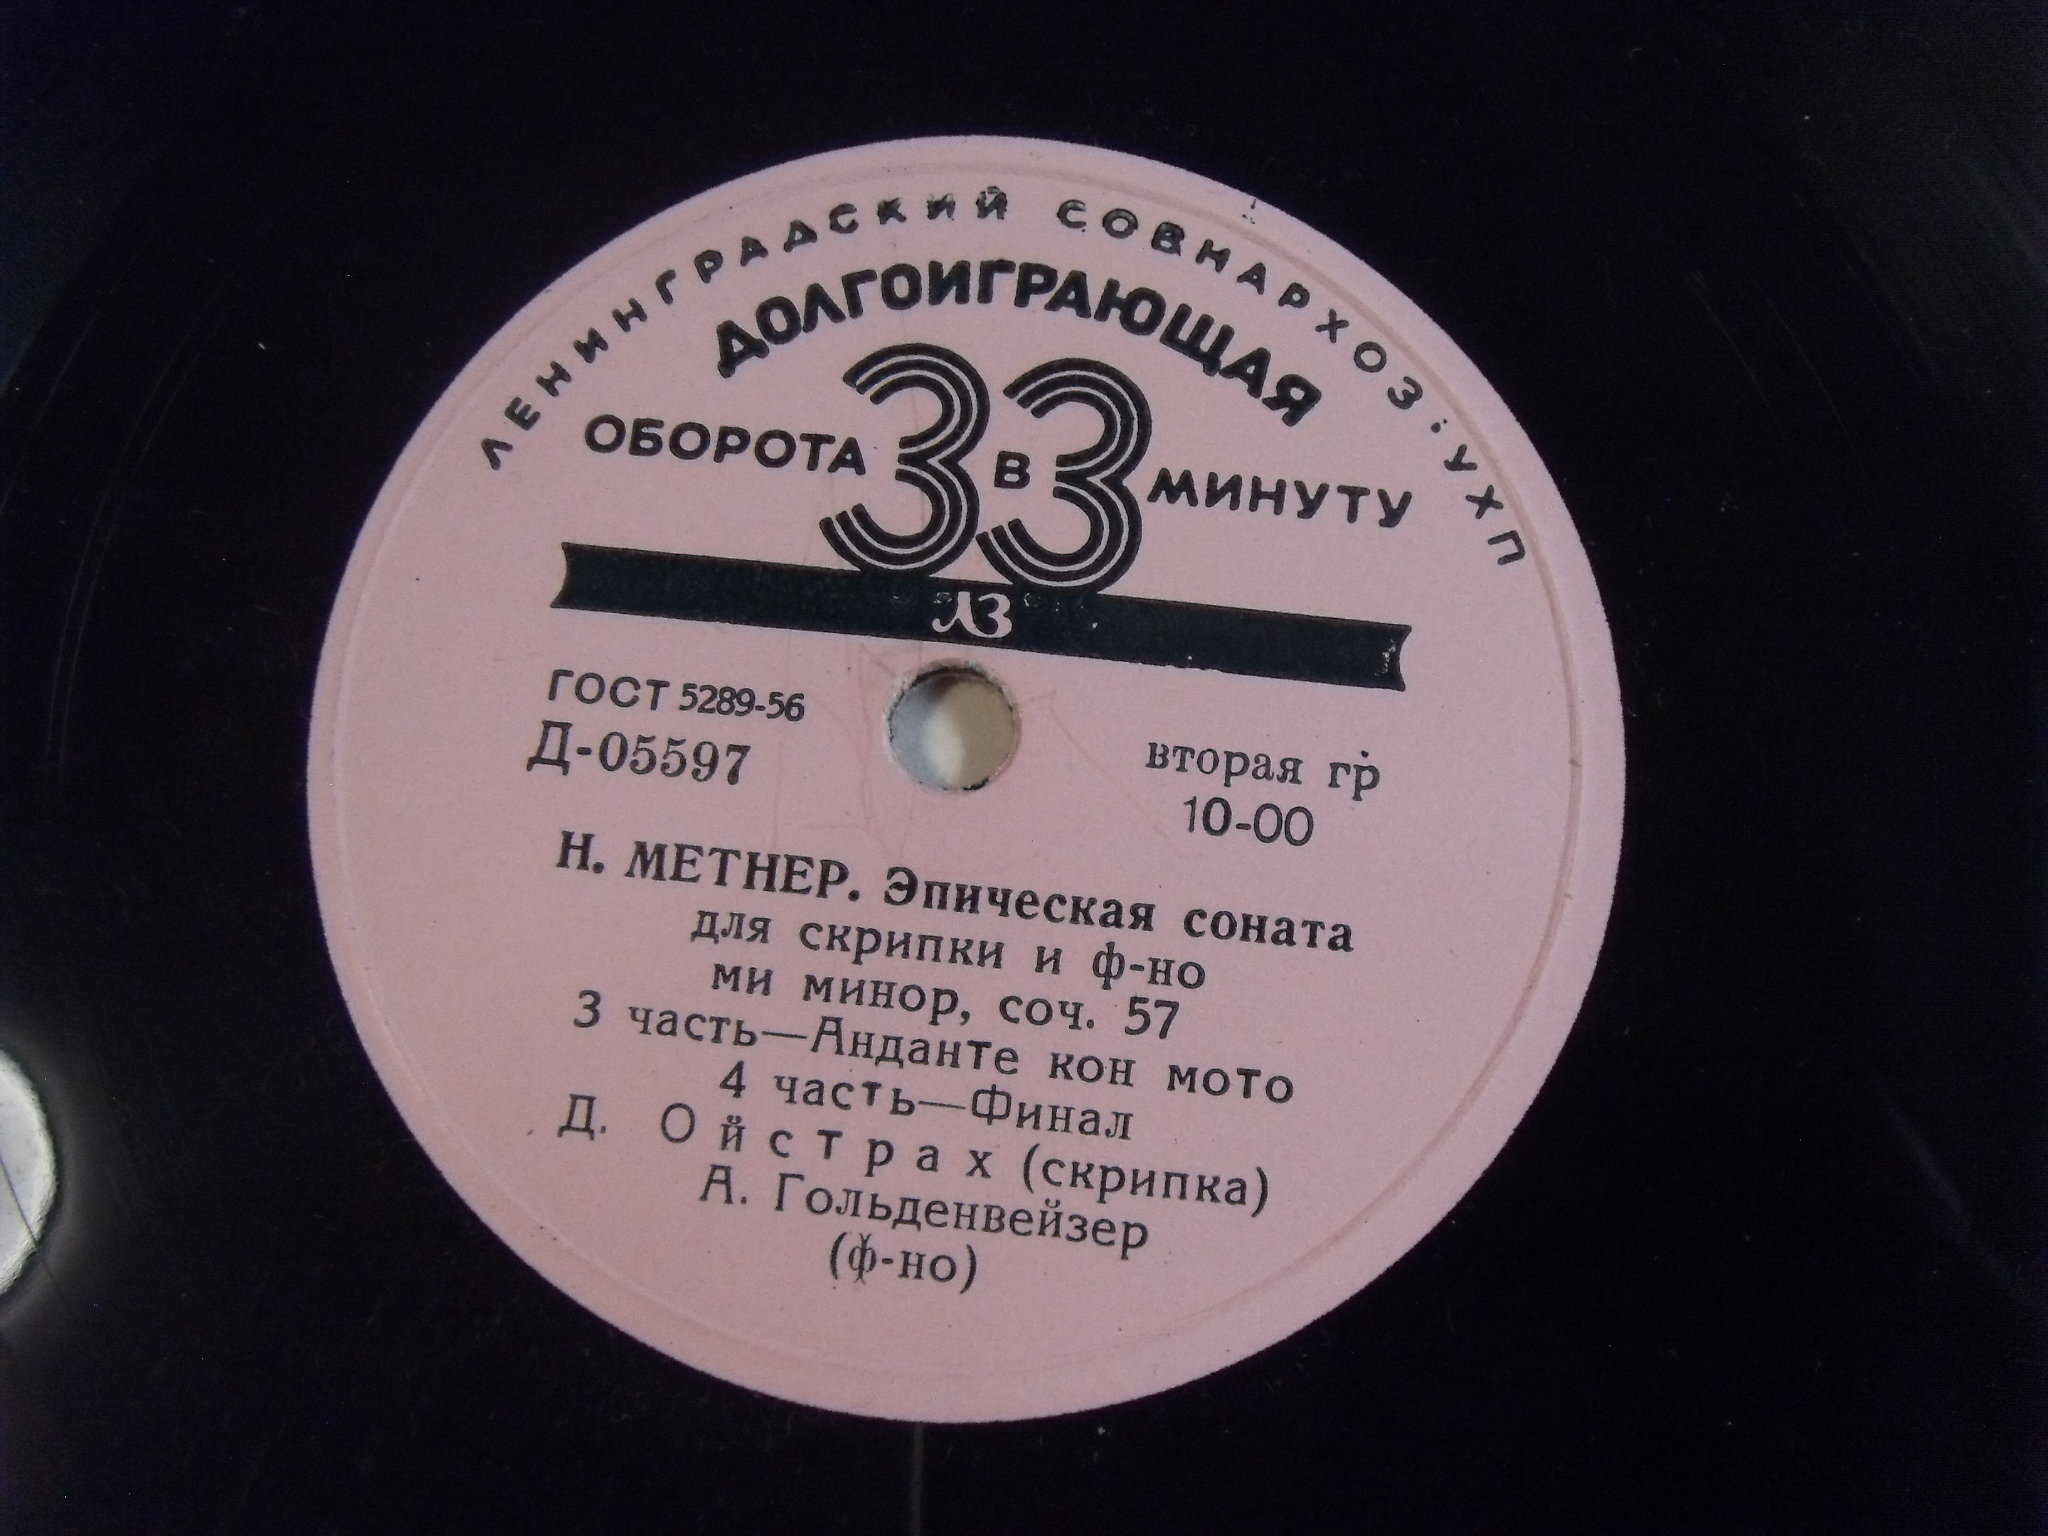 ЛЕНИНГРАДСКИЙ СОВНАРХОЗ : УХП
ДОЛГОИГРАЮЩАЯ
ОБОРОТА 33 В МИНУТУ
ЛЗ
ГОСТ 5289-56
Д-05597
вторая гр
10-00
Н. МЕТНЕР. Эпическая соната
для скрипки и ф-но
ми минор, соч. 57
3 часть—Анданте кон мото
4 часть—Финал
Д. Ойстрах (скрипка)
А. Гольденвейзер
(ф-но)